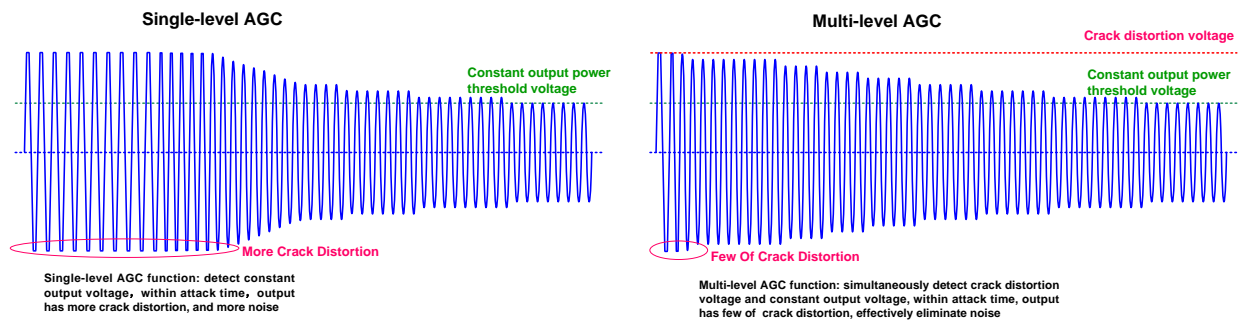 Single-level AGC
Constant output power
threshold voltage
More Crack Distortion
Single-level AGC function: detect constant
output voltage, within attack time, output
has more crack distortion, and more noise
Multi-level AGC
Crack distortion voltage
Constant output power
threshold voltage
Few Of Crack Distortion
Multi-level AGC function: simultaneously detect crack distortion
voltage and constant output voltage, within attack time, output
has few of crack distortion, effectively eliminate noise